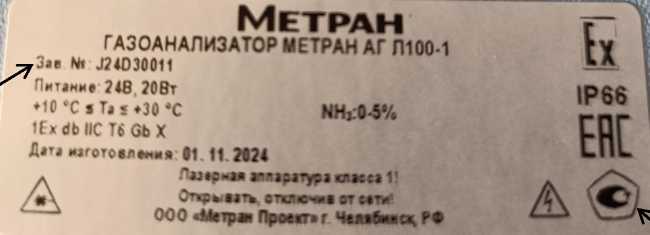 МЕТРАН
ГАЗОАНАЛИЗАТОР МЕТРАН АГ Л100-1
Зав. №: J24D30011
Питание: 24В, 20Вт
+10 °C ≤ Ta ≤ +30 °C
NH₃:0-5%
1Ex db IIC T6 Gb X
Дата изготовления: 01. 11. 2024
Лазерная аппаратура класса 1!
Открывать, отключив от сети!
ООО «Метран Проект» г. Челябинск, РФ
Ex
IP66
EAC